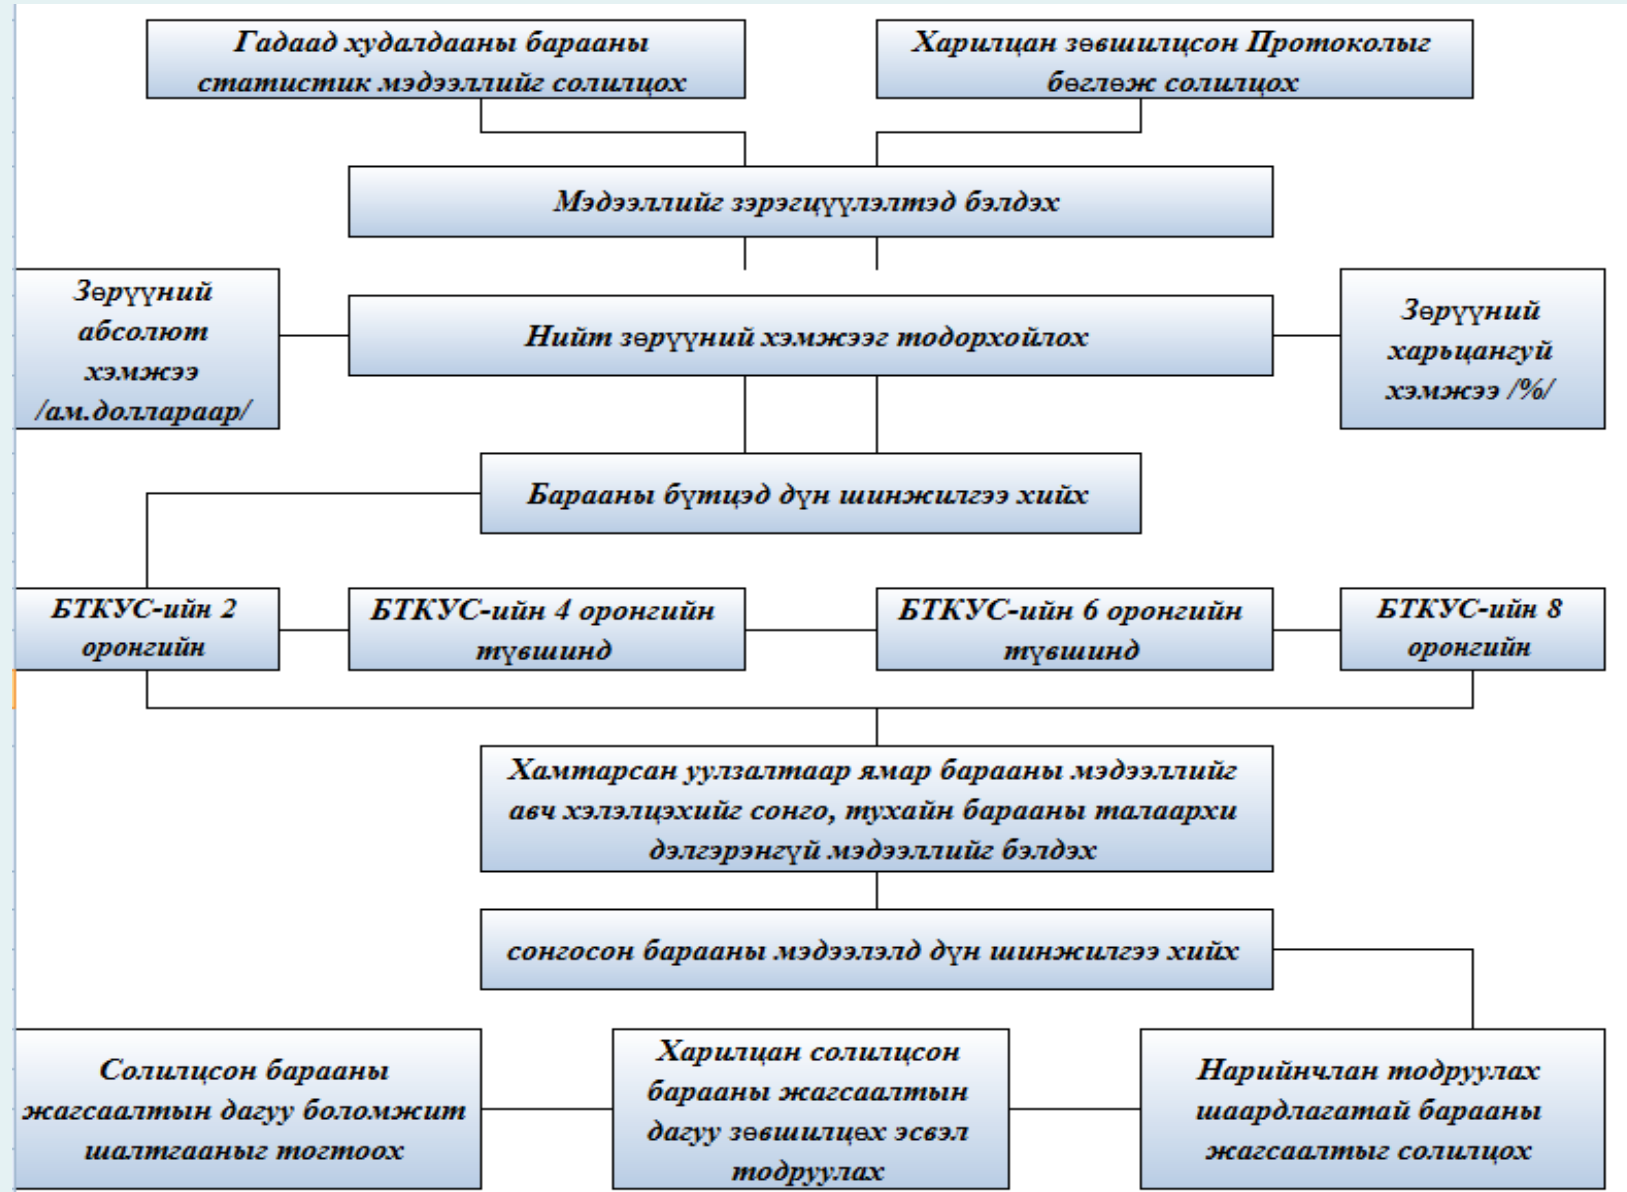 Гадаад худалдааны барааны
статистик мэдээллийг солилцох
Харилцан зөвшилцсон Протоколыг
бөглөж солилцох
Мэдээллийг зэрэгцүүлэлтэд бэлдэх
Зөрүүний
абсолют
хэмжээ
/ам.доллараар/
Нийт зөрүүний хэмжээг тодорхойлох
Зөрүүний
харьцангуй
хэмжээ /%/
Барааны бүтцэд дүн шинжилгээ хийх
БТКУС-ийн 2
оронгийн
БТКУС-ийн 4 оронгийн
түвшинд
БТКУС-ийн 6 оронгийн
түвшинд
БТКУС-ийн 8
оронгийн
Хамтарсан уулзалтаар ямар барааны мэдээллийг
авч хэлэлцэхийг сонго, тухайн барааны талаархи
дэлгэрэнгүй мэдээллийг бэлдэх
сонгосон барааны мэдээлэлд дүн шинжилгээ хийх
Солилцсон барааны
жагсаалтын дагуу боломжит
шалтгааныг тогтоох
Харилцан солилцсон
барааны жагсаалтын
дагуу зөвшилцөх эсвэл
тодруулах
Нарийнчлан тодруулах
шаардлагатай барааны
жагсаалтыг солилцох